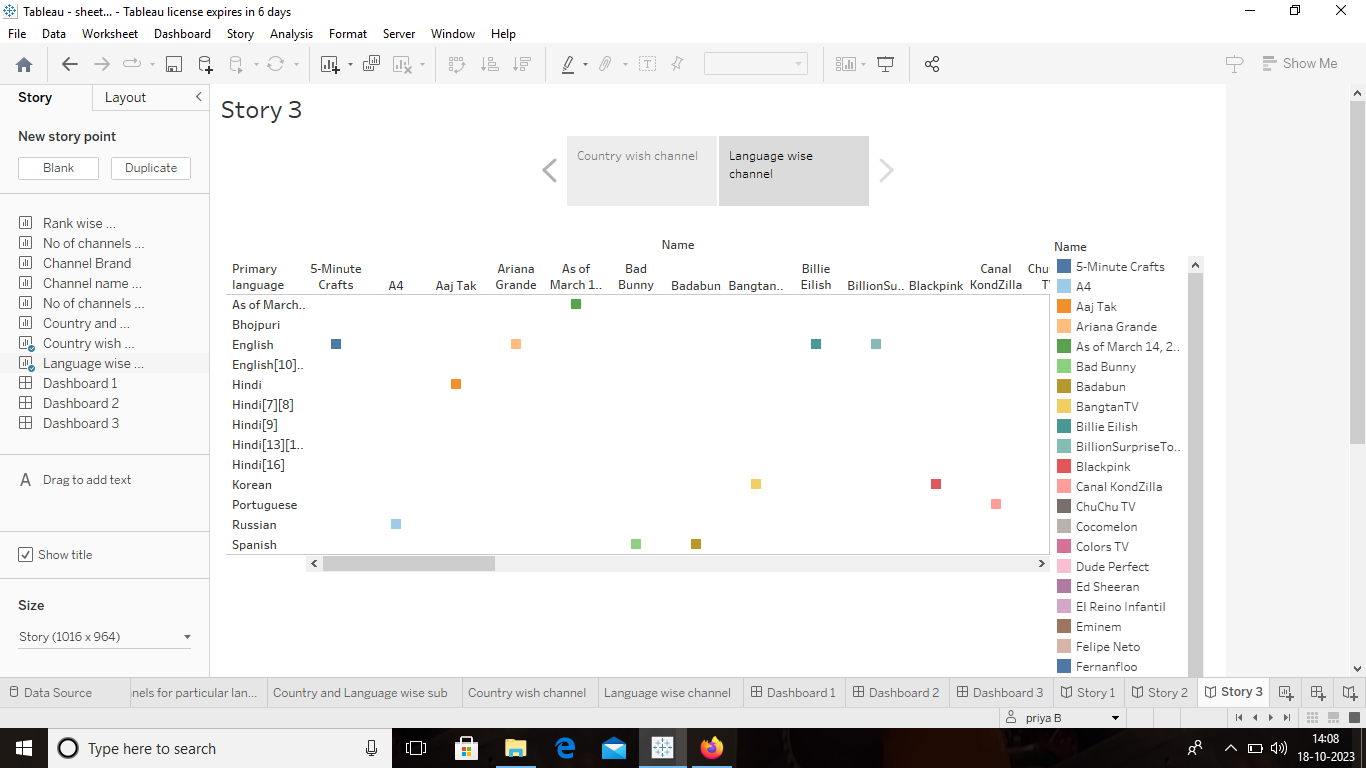 Tableau - sheet... - Tableau license expires in 6 days
File Data Worksheet Dashboard Story Analysis Format Server Window Help
Show Me
Story Layout
New story point
Blank Duplicate
Rank wise ...
No of channels ...
Channel Brand
Channel name ...
No of channels ...
Country and ...
Country wish ...
Language wise ...
Dashboard 1
Dashboard 2
Dashboard 3
A Drag to add text
Show title
Size
Story (1016 x 964)
Story 3
Country wish channel
Language wise
channel
Name
Primary
language
5-Minute
Crafts
A4
Aaj Tak
Ariana
Grande
As of
March 1..
Bad
Bunny
Badabun
Bangtan..
Billie
Eilish
BillionSu..
Blackpink
Canal
KondZilla
Chu
T
As of March..
Bhojpuri
English
English[10]..
Hindi
Hindi[7][8]
Hindi[9]
Hindi[13][1..
Hindi[16]
Korean
Portuguese
Russian
Spanish
Name
5-Minute Crafts
A4
Aaj Tak
Ariana Grande
As of March 14, 2..
Bad Bunny
Badabun
BangtanTV
Billie Eilish
BillionSurpriseTo..
Blackpink
Canal KondZilla
ChuChu TV
Cocomelon
Colors TV
Dude Perfect
Ed Sheeran
El Reino Infantil
Eminem
Felipe Neto
Fernanfloo
Data Source nels for particular lan... Country and Language wise sub Country wish channel Language wise channel Dashboard 1 Dashboard 2 Dashboard 3 Story 1 Story 2 Story 3
priya B
Type here to search
14:08
18-10-2023